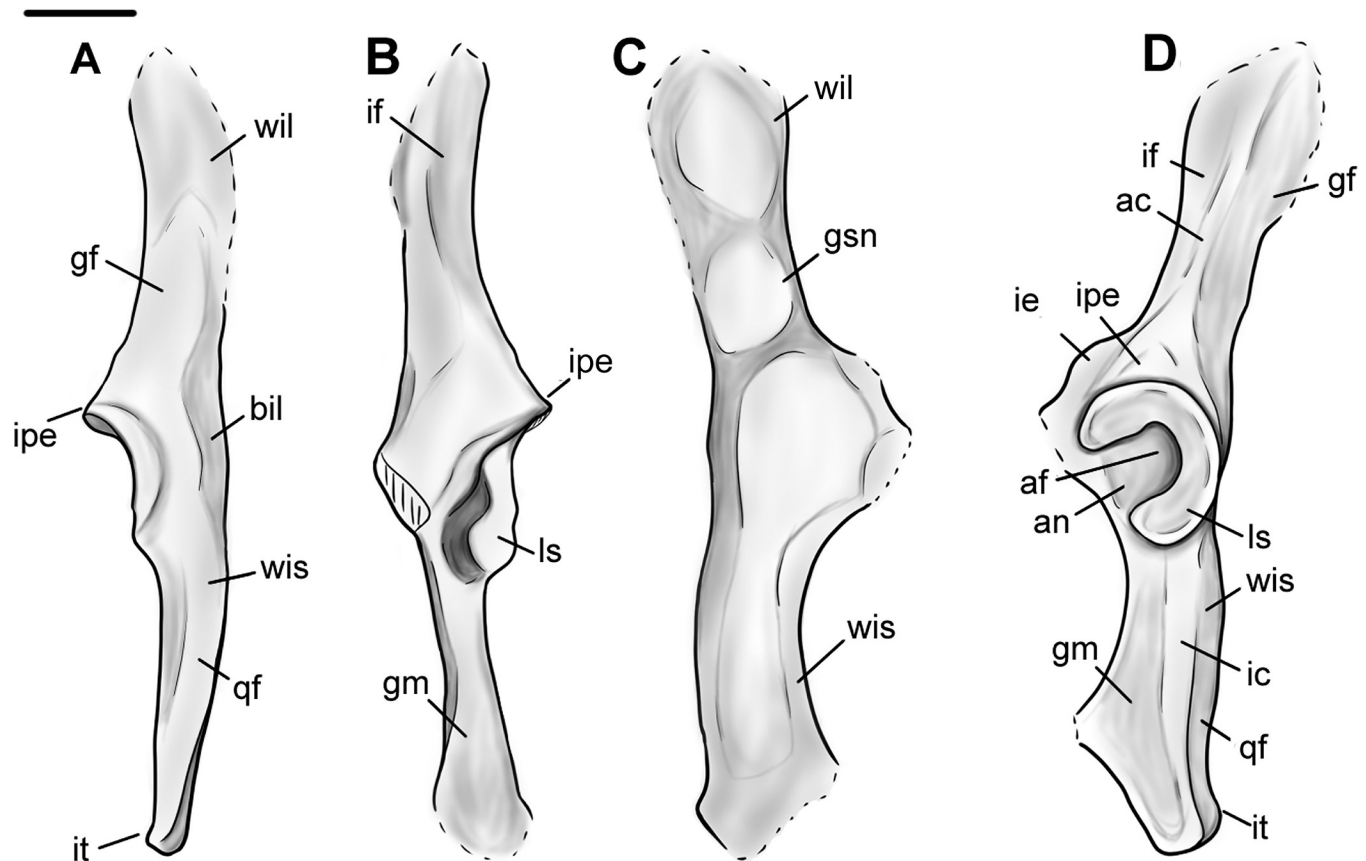 A
wil
gf
ipe
bil
wis
qf
it
B
if
ipe
ls
gm
C
wil
gsn
wis
D
if
gf
ac
ie
ipe
af
an
ls
wis
gm
ic
qf
it